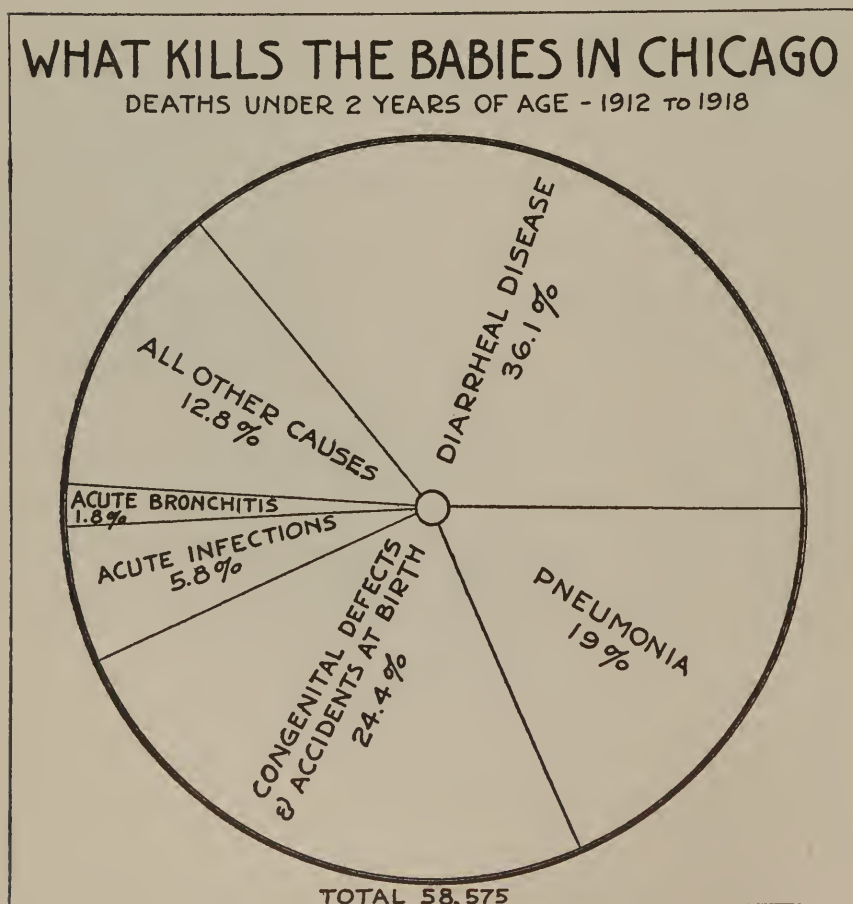 WHAT KILLS THE BABIES IN CHICAGO
DEATHS UNDER 2 YEARS OF AGE - 1912 TO 1918
DIARRHEAL DISEASE
36.1%
ALL OTHER CAUSES
12.8%
ACUTE BRONCHITIS
1.8%
ACUTE INFECTIONS
5.8%
CONGENITAL DEFECTS
& ACCIDENTS AT BIRTH
24.4%
PNEUMONIA
19%
TOTAL 58,575